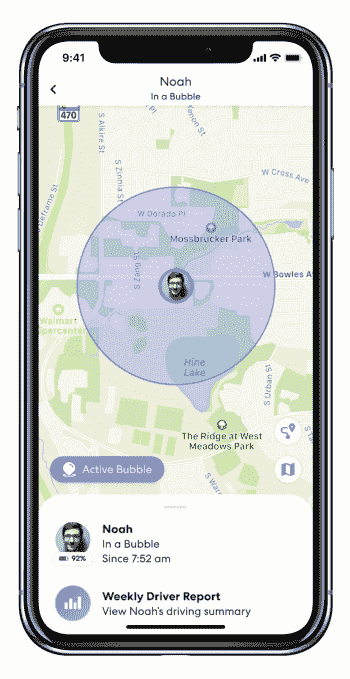 9:41
Noah
In a Bubble
470
S Alkire St
S Zinnia St
W Cross Ave
W Dorado Pl
Mossbrucker Park
W Bowles Av
Walmart
Supercenter
Hine
Lake
S Urban St
The Ridge at West
Meadows Park
Active Bubble
Noah
In a Bubble
92%
Since 7:52 am
Weekly Driver Report
View Noah's driving summary